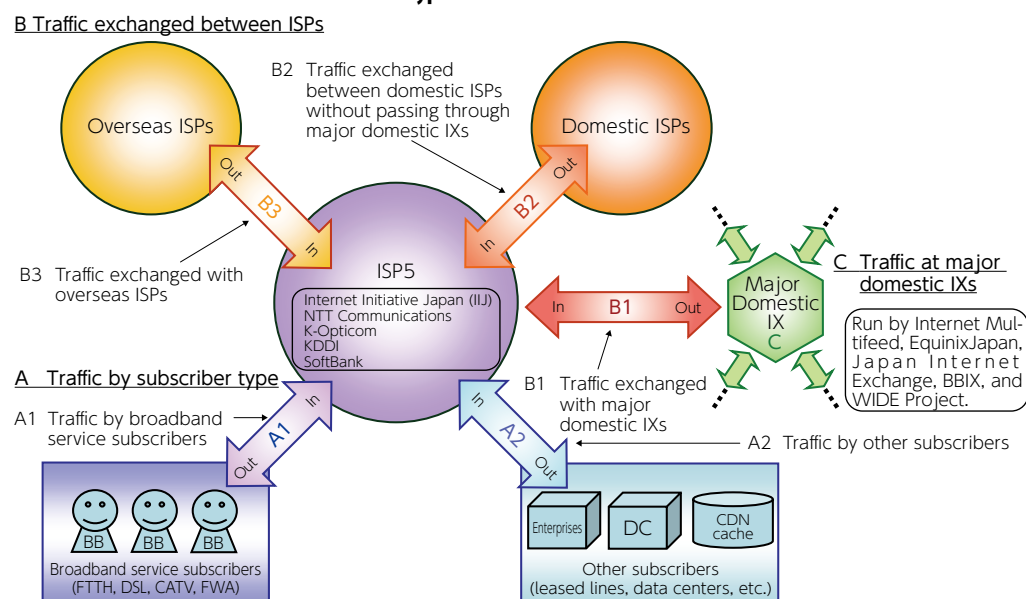 B Traffic exchanged between ISPs
Overseas ISPs
B2 Traffic exchanged
between domestic ISPs
without passing through
major domestic IXs
Domestic ISPs
Out
B3
In
Out
B2
In
B3 Traffic exchanged with
overseas ISPs
ISP5
Internet Initiative Japan (IIJ)
NTT Communications
K-Opticom
KDDI
SoftBank
In
B1
Out
Major
Domestic
IX
C
C Traffic at major
domestic IXs
Run by Internet Mul-
tifeed, EquinixJapan,
Japan Internet
Exchange, BBIX, and
WIDE Project.
A Traffic by subscriber type
A1 Traffic by broadband
service subscribers
In
A1
Out
In
A2
Out
B1 Traffic exchanged
with major
domestic IXs
A2 Traffic by other subscribers
BB
BB
BB
Broadband service subscribers
(FTTH, DSL, CATV, FWA)
Enterprises
DC
CDN
cache
Other subscribers
(leased lines, data centers, etc.)